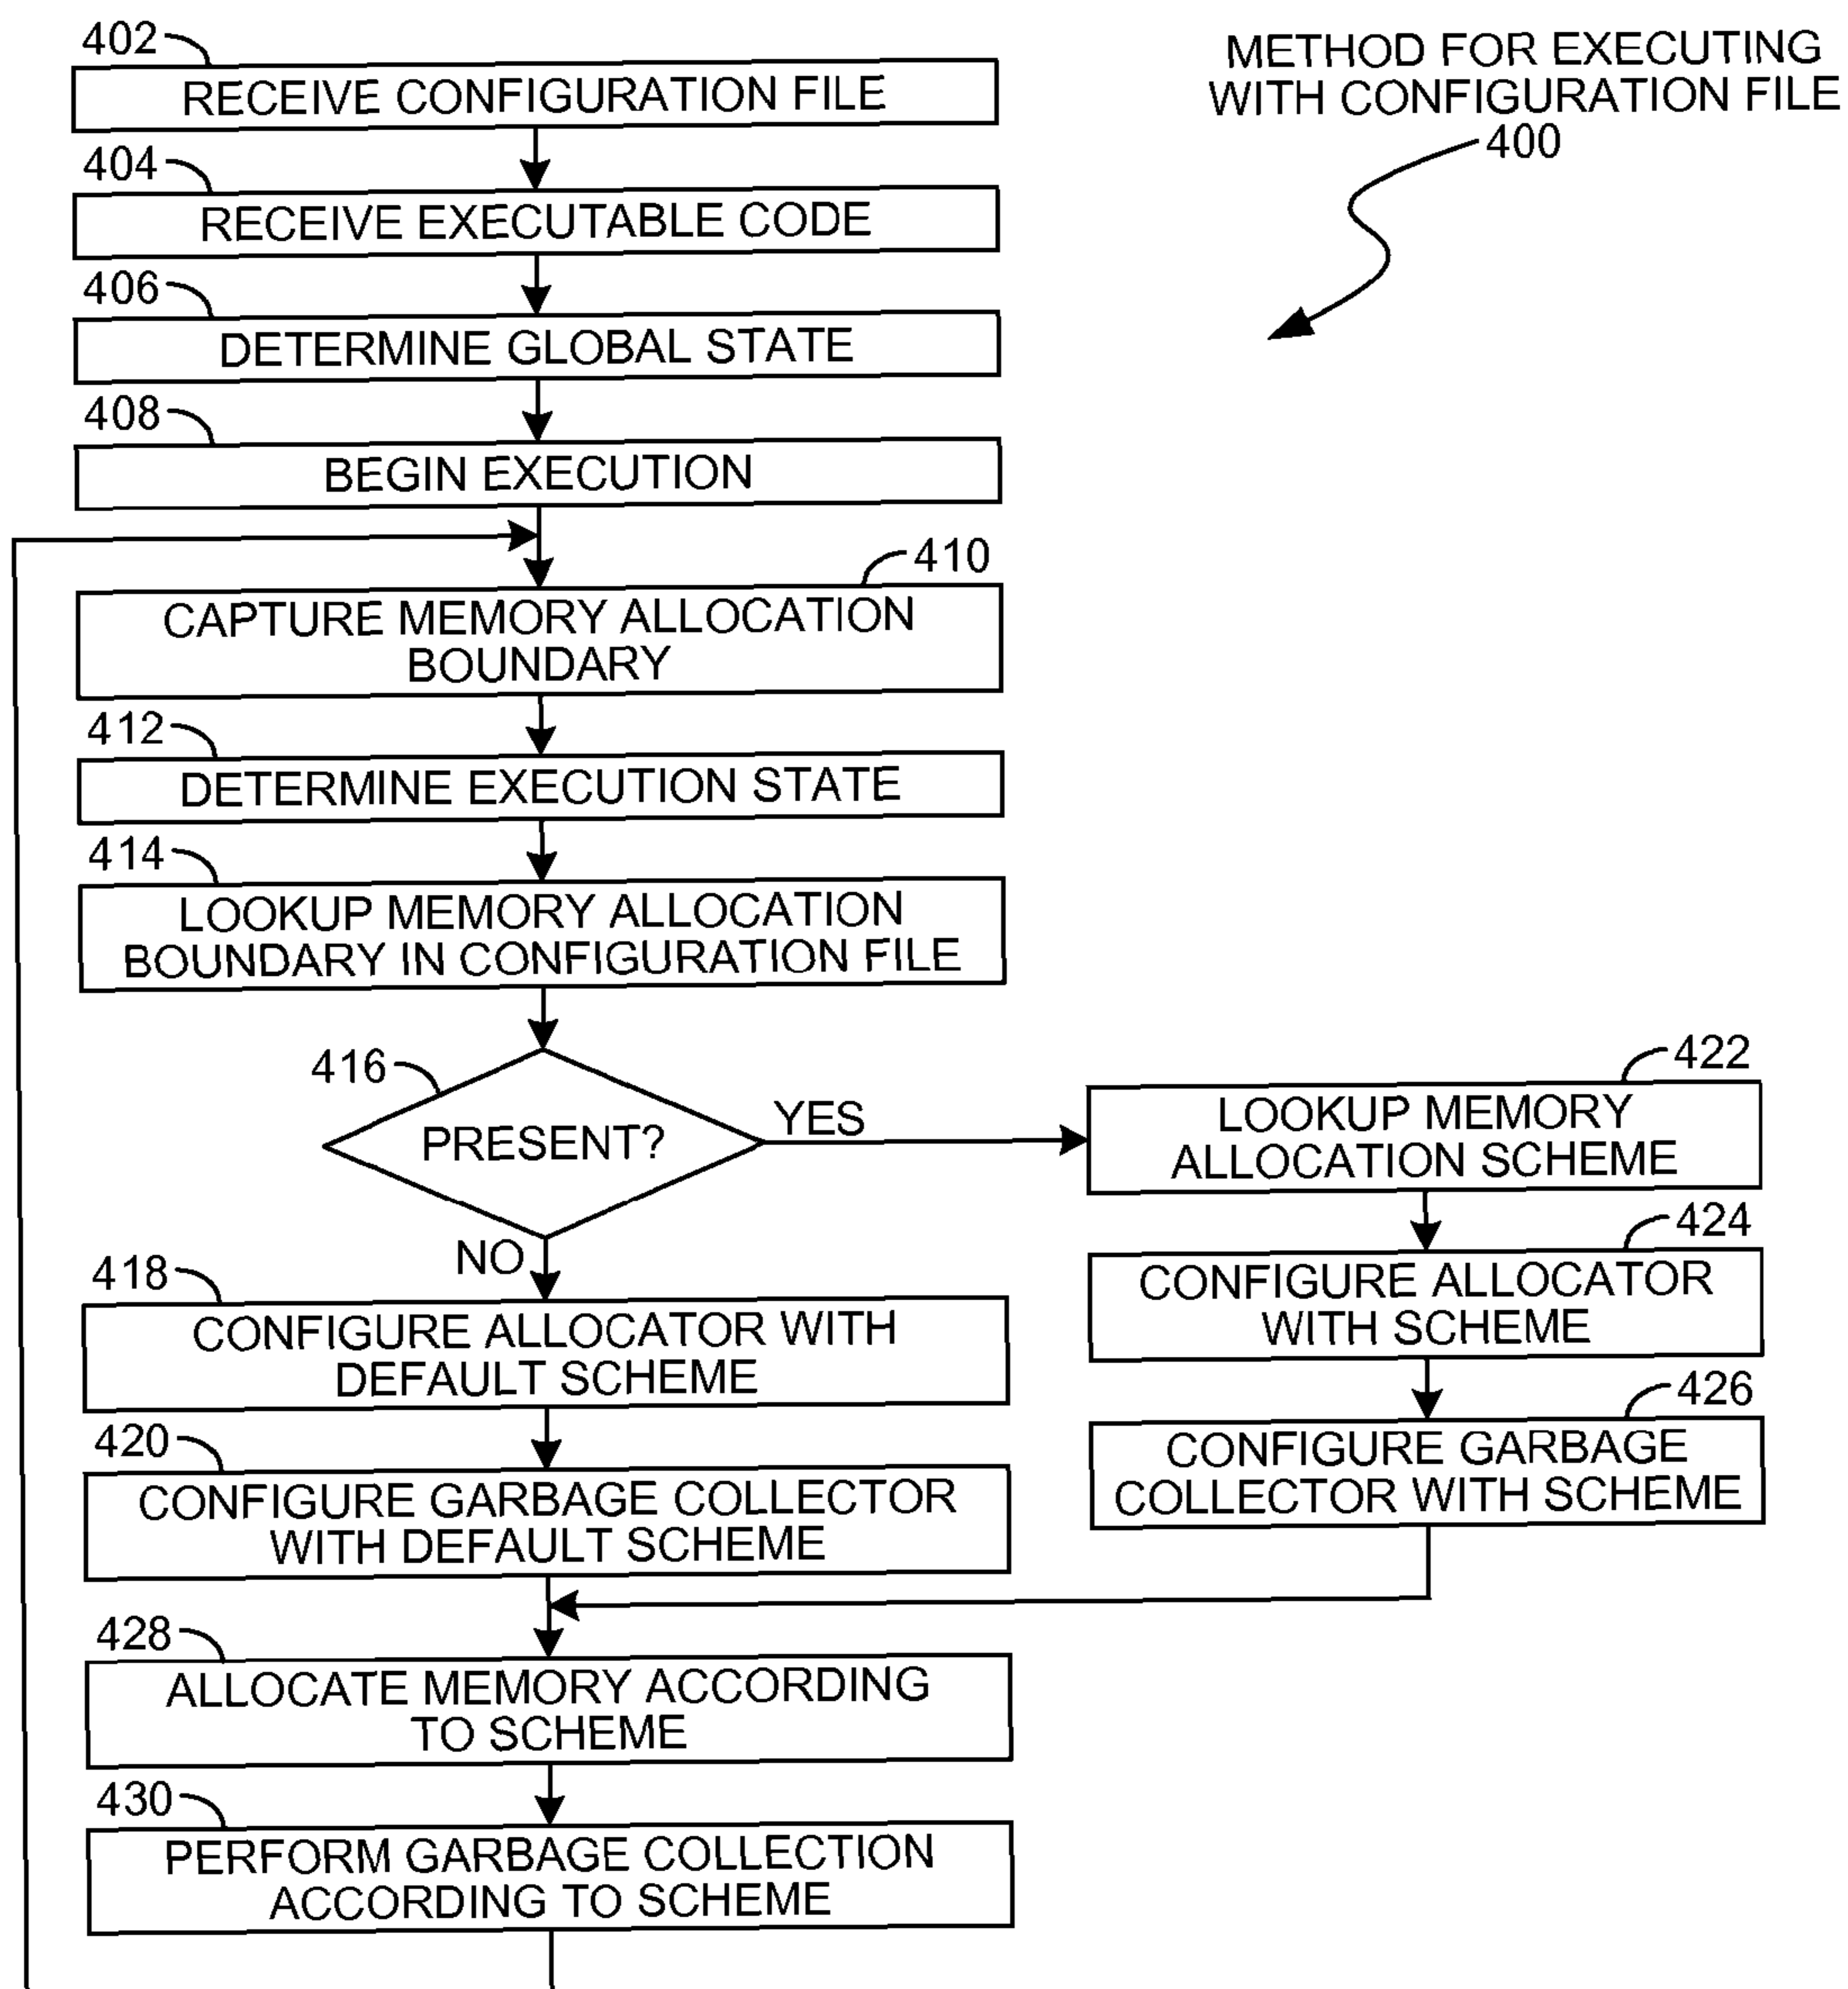 METHOD FOR EXECUTING
WITH CONFIGURATION FILE
400
402
RECEIVE CONFIGURATION FILE
404
RECEIVE EXECUTABLE CODE
406
DETERMINE GLOBAL STATE
408
BEGIN EXECUTION
410
CAPTURE MEMORY ALLOCATION
BOUNDARY
412
DETERMINE EXECUTION STATE
414
LOOKUP MEMORY ALLOCATION
BOUNDARY IN CONFIGURATION FILE
416
PRESENT?
YES
NO
422
LOOKUP MEMORY
ALLOCATION SCHEME
424
CONFIGURE ALLOCATOR
WITH SCHEME
426
CONFIGURE GARBAGE
COLLECTOR WITH SCHEME
418
CONFIGURE ALLOCATOR WITH
DEFAULT SCHEME
420
CONFIGURE GARBAGE COLLECTOR
WITH DEFAULT SCHEME
428
ALLOCATE MEMORY ACCORDING
TO SCHEME
430
PERFORM GARBAGE COLLECTION
ACCORDING TO SCHEME